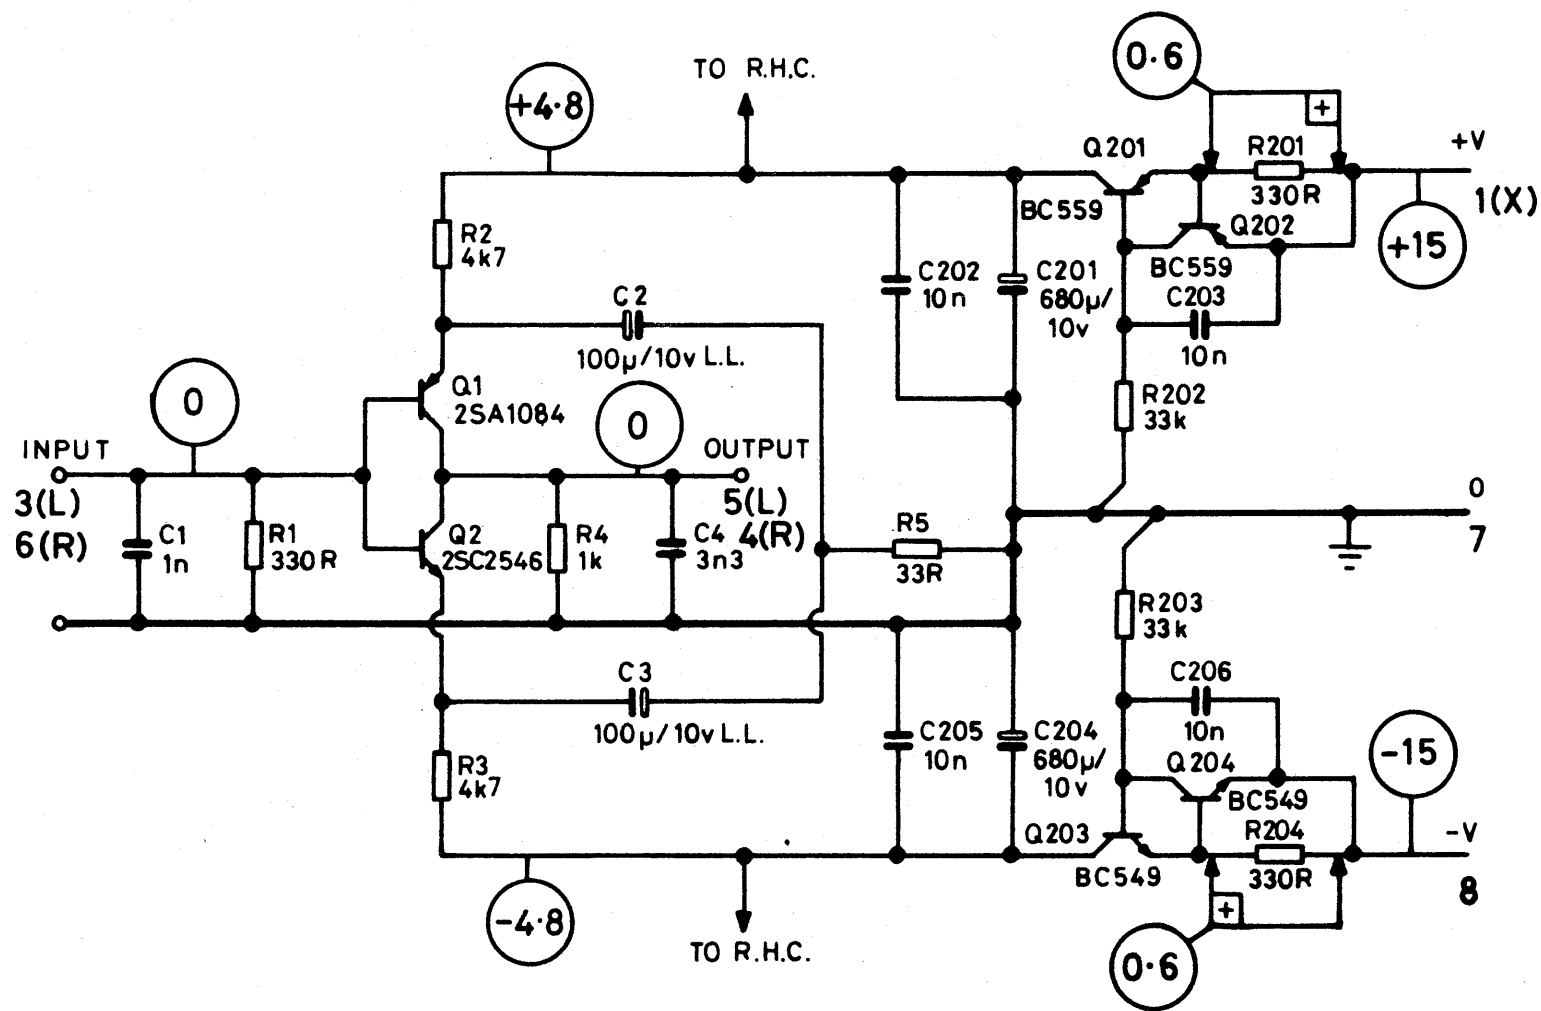 0.6
TO R.H.C.
+4.8
+
Q201
R201
330R
+V
1(X)
BC559
Q202
+15
BC559
R2
4k7
C202
10n
C201
680µ/
10v
C203
10n
C2
100µ/10v L.L.
Q1
2SA1084
0
0
R202
33k
INPUT
OUTPUT
3(L)
6(R)
5(L)
4(R)
0
7
C1
1n
R1
330R
Q2
2SC2546
R4
1k
C4
3n3
R5
33R
R203
33k
C3
100µ/10v L.L.
C206
10n
R3
4k7
C205
10n
C204
680µ/
10v
Q204
BC549
-15
Q203
BC549
R204
330R
-V
8
+
-4.8
TO R.H.C.
0.6